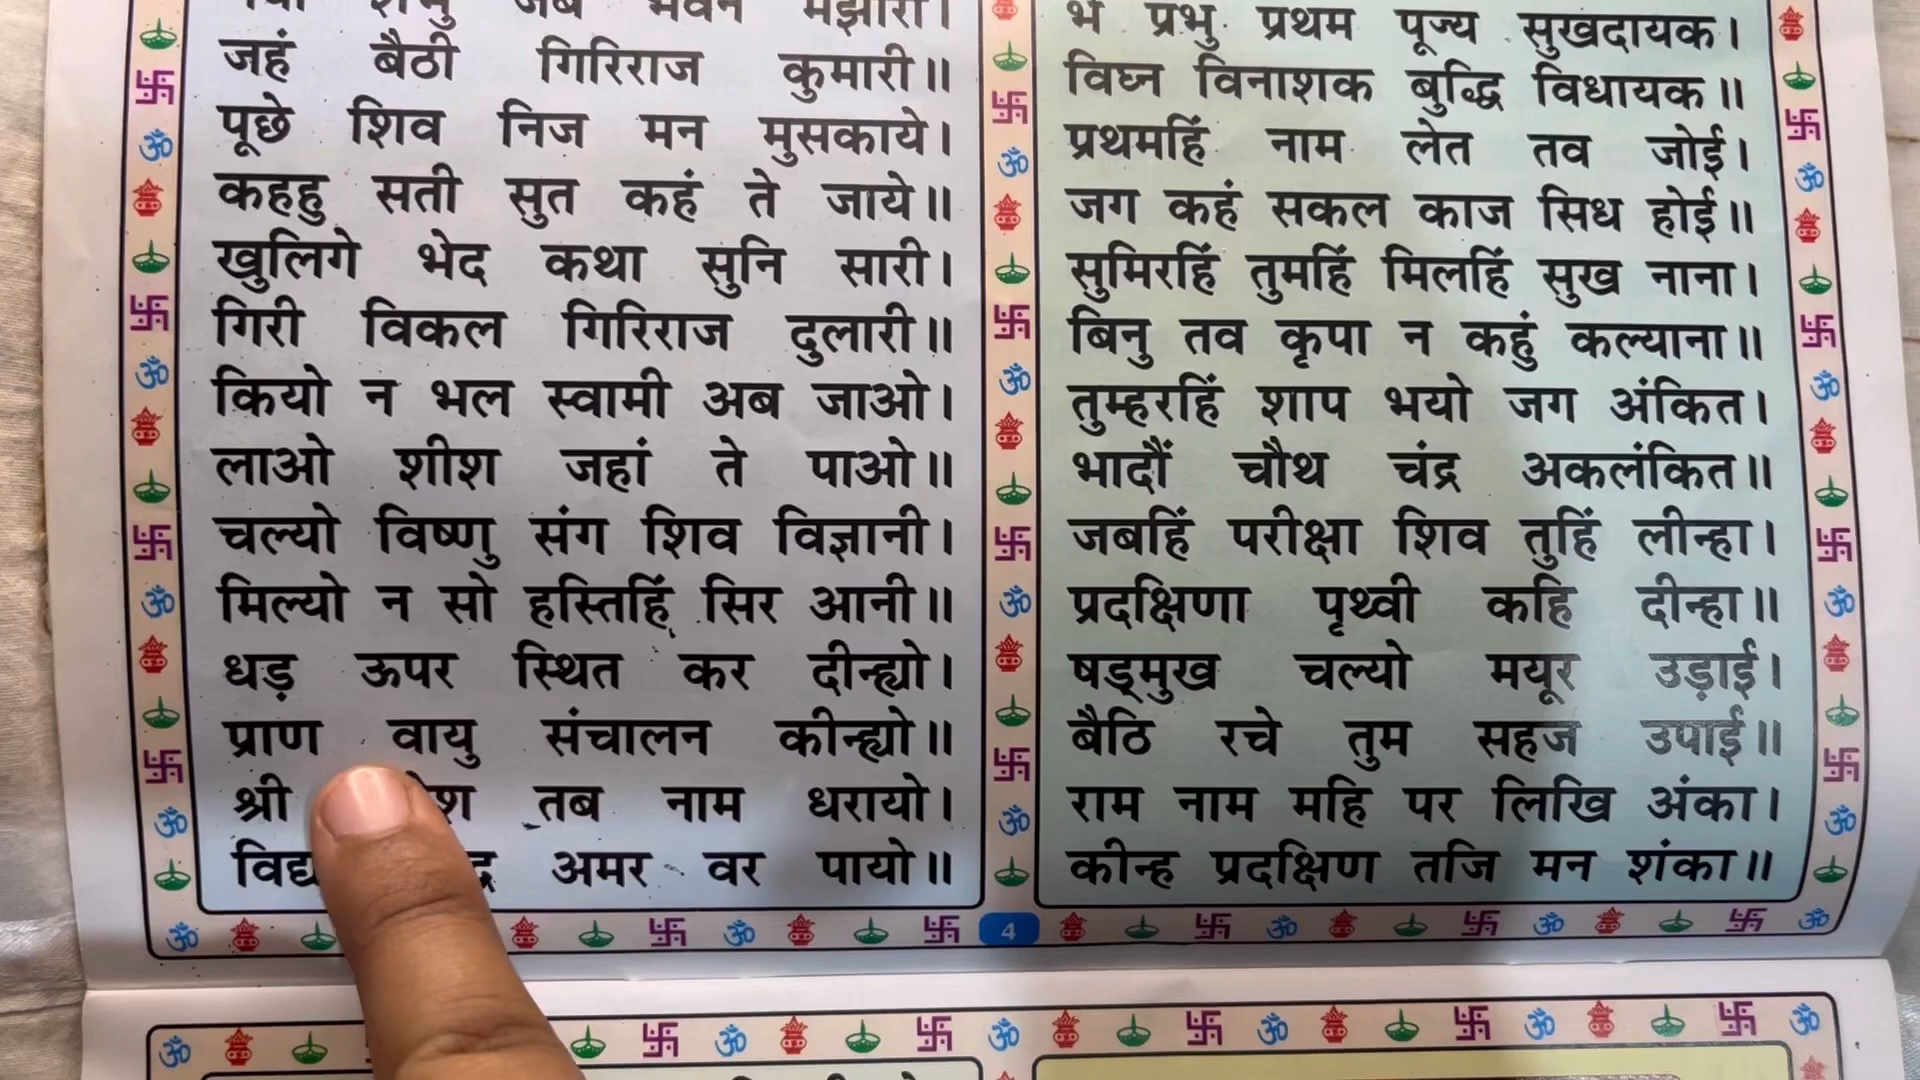 जहं बैठी गिरिराज कुमारी॥
पूछे शिव निज मन मुसकाये।
कहहु सती सुत कहं ते जाये॥
खुलिगे भेद कथा सुनि सारी।
गिरी विकल गिरिराज दुलारी॥
कियो न भल स्वामी अब जाओ।
लाओ शीश जहां ते पाओ॥
चल्यो विष्णु संग शिव विज्ञानी।
मिल्यो न सो हस्तिहिं सिर आनी॥
धड़ ऊपर स्थित कर दीन्ह्यो।
प्राण वायु संचालन कीन्ह्यो॥
श्री तब नाम धरायो।
अमर वर पायो॥
भे प्रभु प्रथम पूज्य सुखदायक।
विघ्न विनाशक बुद्धि विधायक॥
प्रथमहिं नाम लेत तव जोई।
जग कहं सकल काज सिध होई॥
सुमिरहिं तुमहिं मिलहिं सुख नाना।
बिनु तव कृपा न कहुं कल्याना॥
तुम्हरहिं शाप भयो जग अंकित।
भादौं चौथ चंद्र अकलंकित॥
जबहिं परीक्षा शिव तुहिं लीन्हा।
प्रदक्षिणा पृथ्वी कहि दीन्हा॥
षड्मुख चल्यो मयूर उड़ाई।
बैठि रचे तुम सहज उपाई॥
राम नाम महि पर लिखि अंका।
कीन्ह प्रदक्षिण तजि मन शंका॥
4